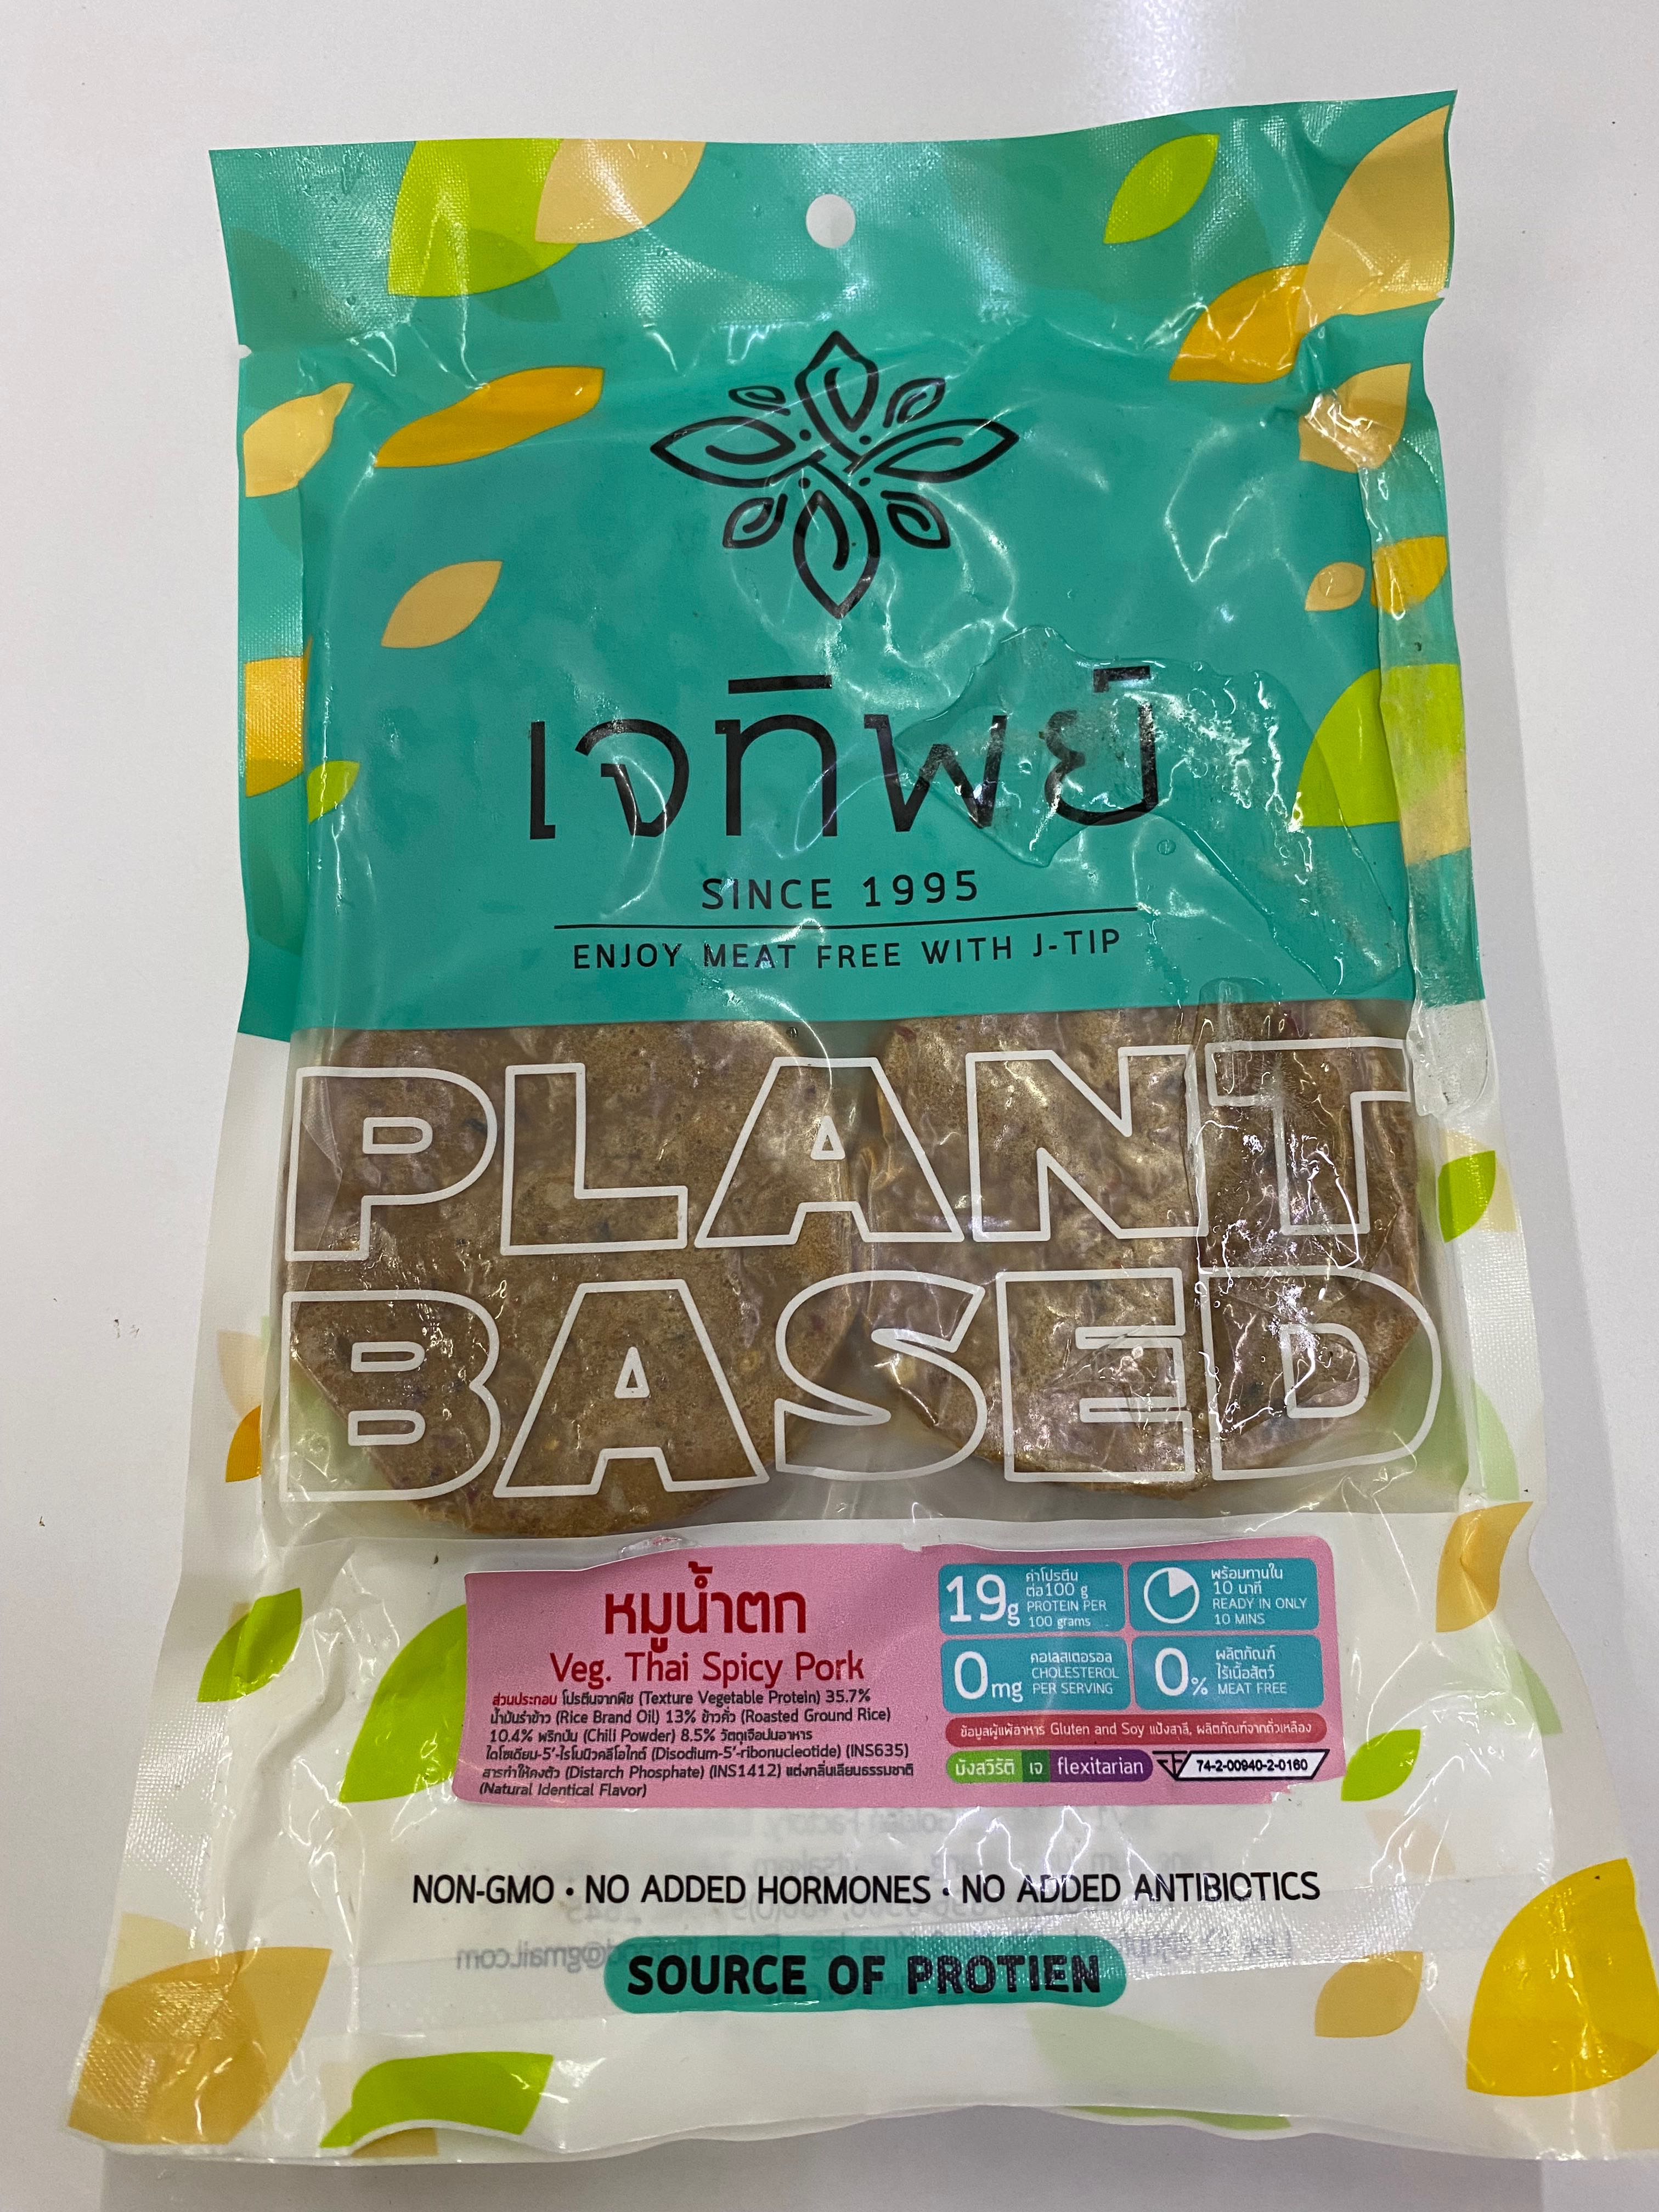 เจทิพย์
SINCE 1995
ENJOY MEAT FREE WITH J-TIP
PLANT
BASED
หมูน้ำตก
Veg. Thai Spicy Pork
ส่วนประกอบ โปรตีนจากพืช (Texture Vegetable Protein) 35.7%
น้ำมันรำข้าว (Rice Brand Oil) 13% ข้าวคั่ว (Roasted Ground Rice)
10.4% พริกป่น (Chili Powder) 8.5% วัตถุเจือปนอาหาร
ไดโซเดียม-5'-ไรโบนิวคลีโอไทด์ (Disodium-5'-ribonucleotide) (INS635)
สารทำให้คงตัว (Distarch Phosphate) (INS1412) แต่งกลิ่นเลียนธรรมชาติ
(Natural Identical Flavor)
19g
ค่าโปรตีน
ต่อ100 g
PROTEIN PER
100 grams
พร้อมทานใน
10 นาที
READY IN ONLY
10 MINS
0mg
คอเลสเตอรอล
CHOLESTEROL
PER SERVING
0%
ผลิตภัณฑ์
ไร้เนื้อสัตว์
MEAT FREE
ข้อมูลผู้แพ้อาหาร Gluten and Soy แป้งสาลี, ผลิตภัณฑ์จากถั่วเหลือง
มังสวิรัติ เจ flexitarian
74-2-00940-2-0160
NON-GMO • NO ADDED HORMONES • NO ADDED ANTIBIOTICS
SOURCE OF PROTIEN